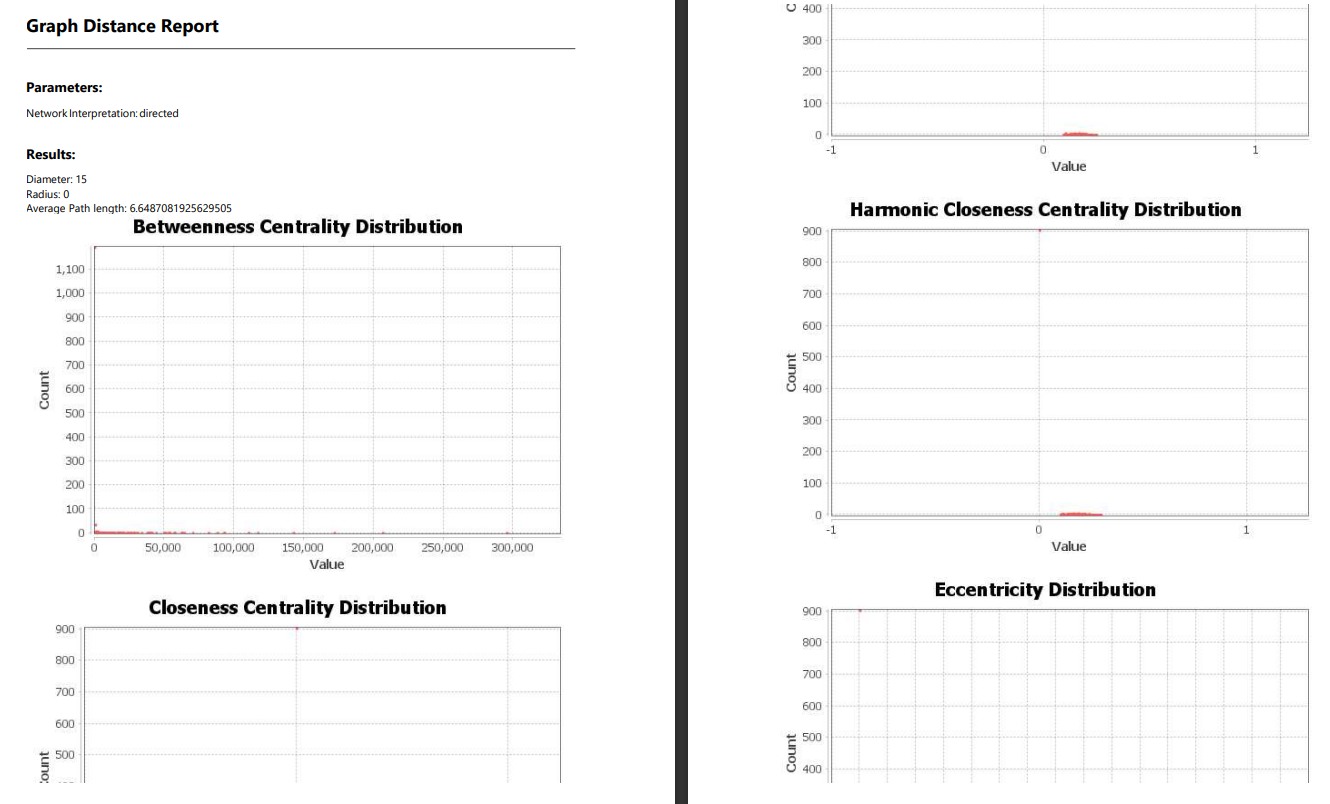 Graph Distance Report
Parameters:
Network Interpretation: directed
Results:
Diameter: 15
Radius: 0
Average Path length: 6.6487081925629505
Betweenness Centrality Distribution
1,100
1,000
900
800
700
600
500
400
300
200
100
0
Count
0 50,000 100,000 150,000 200,000 250,000 300,000
Value
Closeness Centrality Distribution
900
800
700
600
500
C
400
300
200
100
0
-1 0 1
Value
Harmonic Closeness Centrality Distribution
900
800
700
600
500
400
300
200
100
0
Count
-1 0 1
Value
Eccentricity Distribution
900
800
700
600
500
400
Count